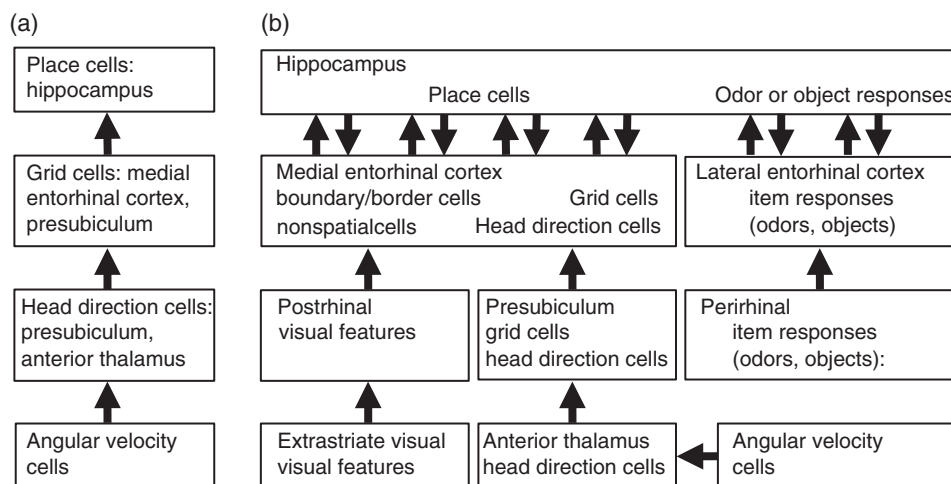 (a)
Place cells:
hippocampus
Grid cells: medial
entorhinal cortex,
presubiculum
Head direction cells:
presubiculum,
anterior thalamus
Angular velocity
cells
(b)
Hippocampus
Place cells
Odor or object responses
Medial entorhinal cortex
boundary/border cells
Grid cells
nonspatialcells
Head direction cells
Lateral entorhinal cortex
item responses
(odors, objects)
Postrhinal
visual features
Presubiculum
grid cells
head direction cells
Perirhinal
item responses
(odors, objects):
Extrastriate visual
visual features
Anterior thalamus
head direction cells
Angular velocity
cells